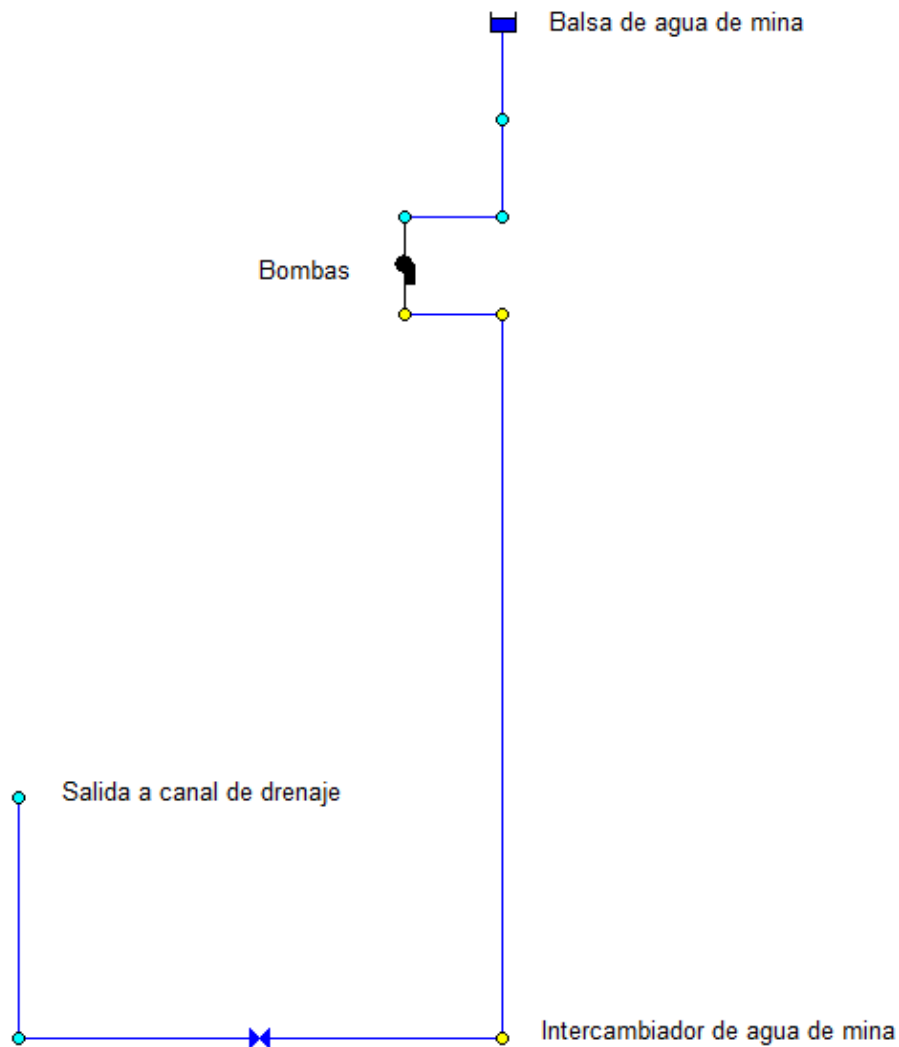 Balsa de agua de mina
Bombas
Salida a canal de drenaje
Intercambiador de agua de mina